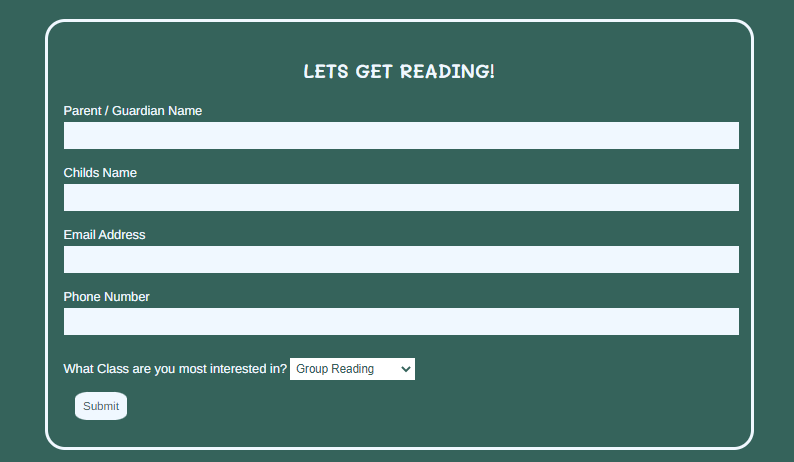 LETS GET READING!
Parent / Guardian Name
Childs Name
Email Address
Phone Number
What Class are you most interested in? Group Reading
Submit